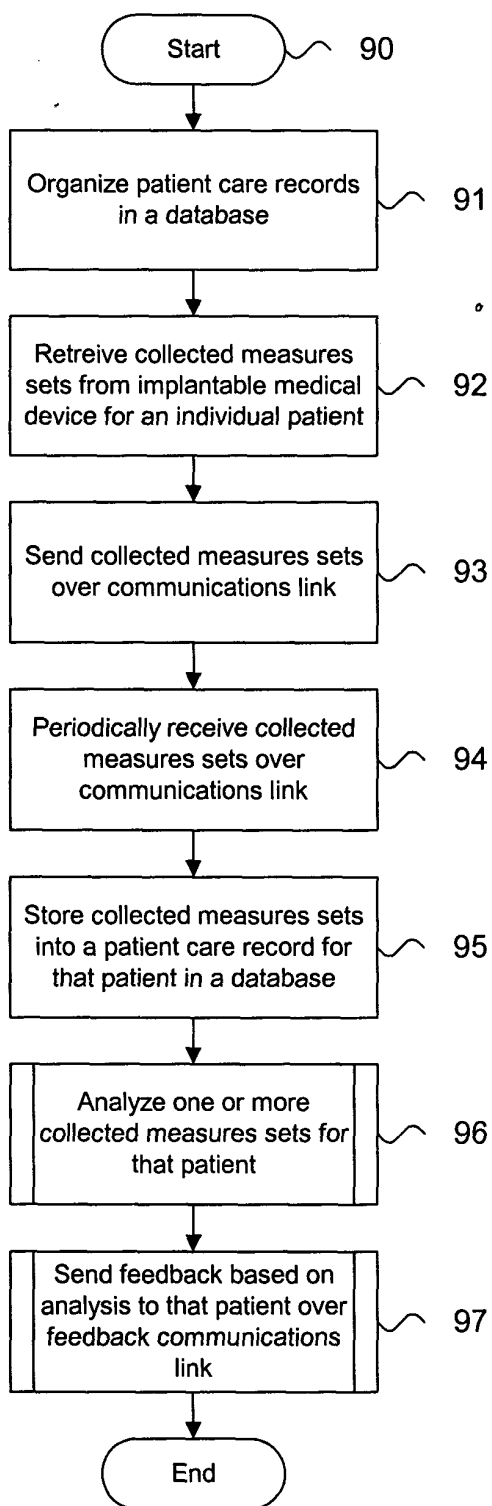 Start
90
Organize patient care records
in a database
91
Retreive collected measures
sets from implantable medical
device for an individual patient
92
Send collected measures sets
over communications link
93
Periodically receive collected
measures sets over
communications link
94
Store collected measures sets
into a patient care record for
that patient in a database
95
Analyze one or more
collected measures sets for
that patient
96
Send feedback based on
analysis to that patient over
feedback communications
link
97
End